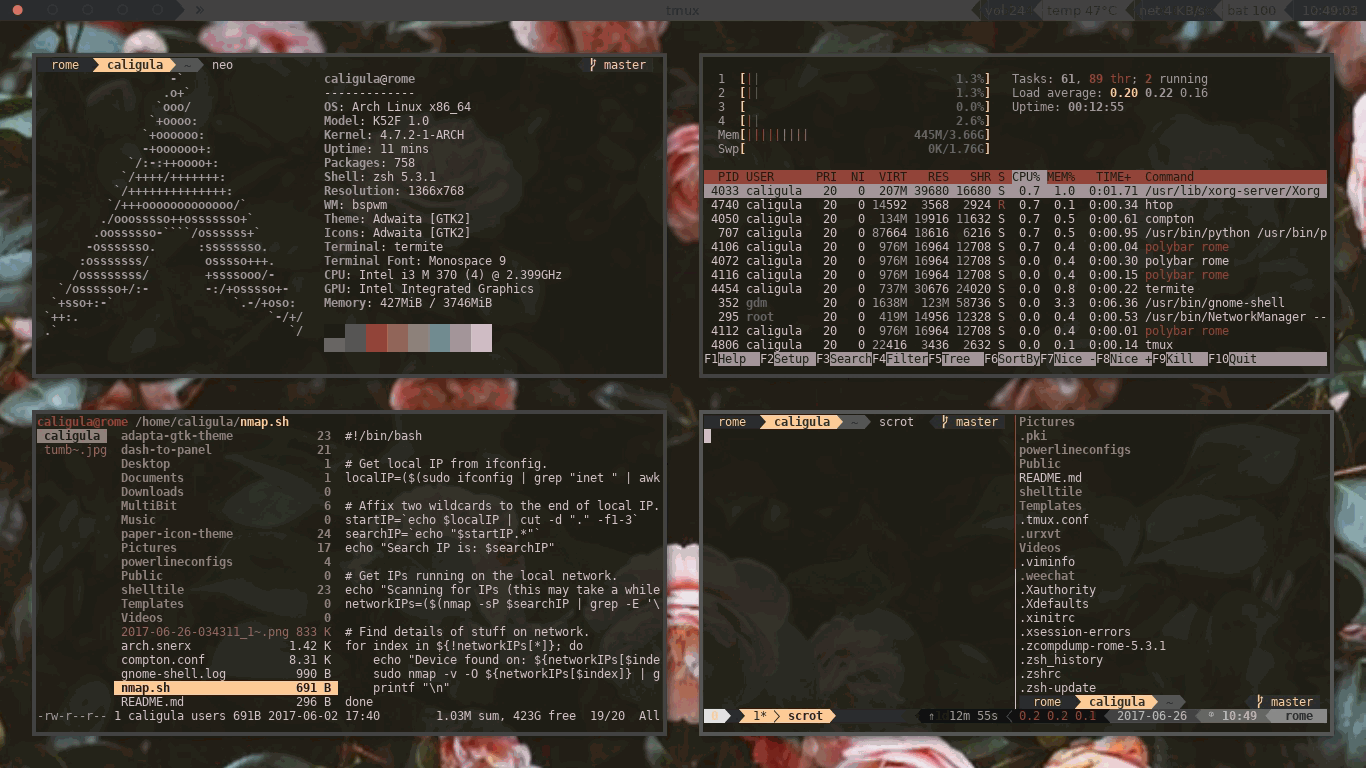 » tmux vol 24 temp 47°C net 4 KB/s bat 100 10:49:03
rome caligula ~ neo master
caligula@rome
-------------
OS: Arch Linux x86_64
Model: K52F 1.0
Kernel: 4.7.2-1-ARCH
Uptime: 11 mins
Packages: 758
Shell: zsh 5.3.1
Resolution: 1366x768
WM: bspwm
Theme: Adwaita [GTK2]
Icons: Adwaita [GTK2]
Terminal: termite
Terminal Font: Monospace 9
CPU: Intel i3 M 370 (4) @ 2.399GHz
GPU: Intel Integrated Graphics
Memory: 427MiB / 3746MiB
1 [|| 1.3%] Tasks: 61, 89 thr; 2 running
2 [|| 1.3%] Load average: 0.20 0.22 0.16
3 [ 0.0%] Uptime: 00:12:55
4 [|| 2.6%]
Mem[||||||||| 445M/3.66G]
Swp[ 0K/1.76G]
PID USER PRI NI VIRT RES SHR S CPU% MEM% TIME+ Command
4033 caligula 20 0 207M 39680 16680 S 0.7 1.0 0:01.71 /usr/lib/xorg-server/Xorg
4740 caligula 20 0 14592 3568 2924 R 0.7 0.1 0:00.34 htop
4050 caligula 20 0 134M 19916 11632 S 0.7 0.5 0:00.61 compton
707 caligula 20 0 87664 18616 6216 S 0.7 0.5 0:00.95 /usr/bin/python /usr/bin/p
4106 caligula 20 0 976M 16964 12708 S 0.7 0.4 0:00.04 polybar rome
4072 caligula 20 0 976M 16964 12708 S 0.0 0.4 0:00.30 polybar rome
4116 caligula 20 0 976M 16964 12708 S 0.0 0.4 0:00.15 polybar rome
4454 caligula 20 0 737M 30676 24020 S 0.0 0.8 0:00.22 termite
352 gdm 20 0 1638M 123M 58736 S 0.0 3.3 0:06.36 /usr/bin/gnome-shell
295 root 20 0 419M 14956 12328 S 0.0 0.4 0:00.53 /usr/bin/NetworkManager --
4112 caligula 20 0 976M 16964 12708 S 0.0 0.4 0:00.01 polybar rome
4806 caligula 20 0 22416 3436 2632 S 0.0 0.1 0:00.14 tmux
F1Help F2Setup F3SearchF4FilterF5Tree F6SortByF7Nice -F8Nice +F9Kill F10Quit
caligula@rome /home/caligula/nmap.sh
caligula adapta-gtk-theme 23 #!/bin/bash
tumb~.jpg dash-to-panel 21
Desktop 1 # Get local IP from ifconfig.
Documents 1 localIP=($(sudo ifconfig | grep "inet " | awk
Downloads 0
MultiBit 6 # Affix two wildcards to the end of local IP.
Music 0 startIP=`echo $localIP | cut -d "." -f1-3`
paper-icon-theme 24 searchIP=`echo "$startIP.*"`
Pictures 17 echo "Search IP is: $searchIP"
powerlineconfigs 4
Public 0 # Get IPs running on the local network.
shelltile 23 echo "Scanning for IPs (this may take a while
Templates 0 networkIPs=($(nmap -sP $searchIP | grep -E '\
Videos 0
2017-06-26-034311_1~.png 833 K # Find details of stuff on network.
arch.snerx 1.42 K for index in ${!networkIPs[*]}; do
compton.conf 8.31 K echo "Device found on: ${networkIPs[$inde
gnome-shell.log 990 B sudo nmap -v -O ${networkIPs[$index]} | g
nmap.sh 691 B printf "\n"
README.md 296 B done
-rw-r--r-- 1 caligula users 691B 2017-06-02 17:40 1.03M sum, 423G free 19/20 All
rome caligula ~ scrot master
Pictures
.pki
powerlineconfigs
Public
README.md
shelltile
Templates
.tmux.conf
.urxvt
Videos
.viminfo
.weechat
.Xauthority
.Xdefaults
.xinitrc
.xsession-errors
.zcompdump-rome-5.3.1
.zsh_history
.zshrc
.zsh-update
rome caligula ~ master
0 1* scrot ⇑ 12m 55s 0.2 0.2 0.1 2017-06-26 10:49 rome